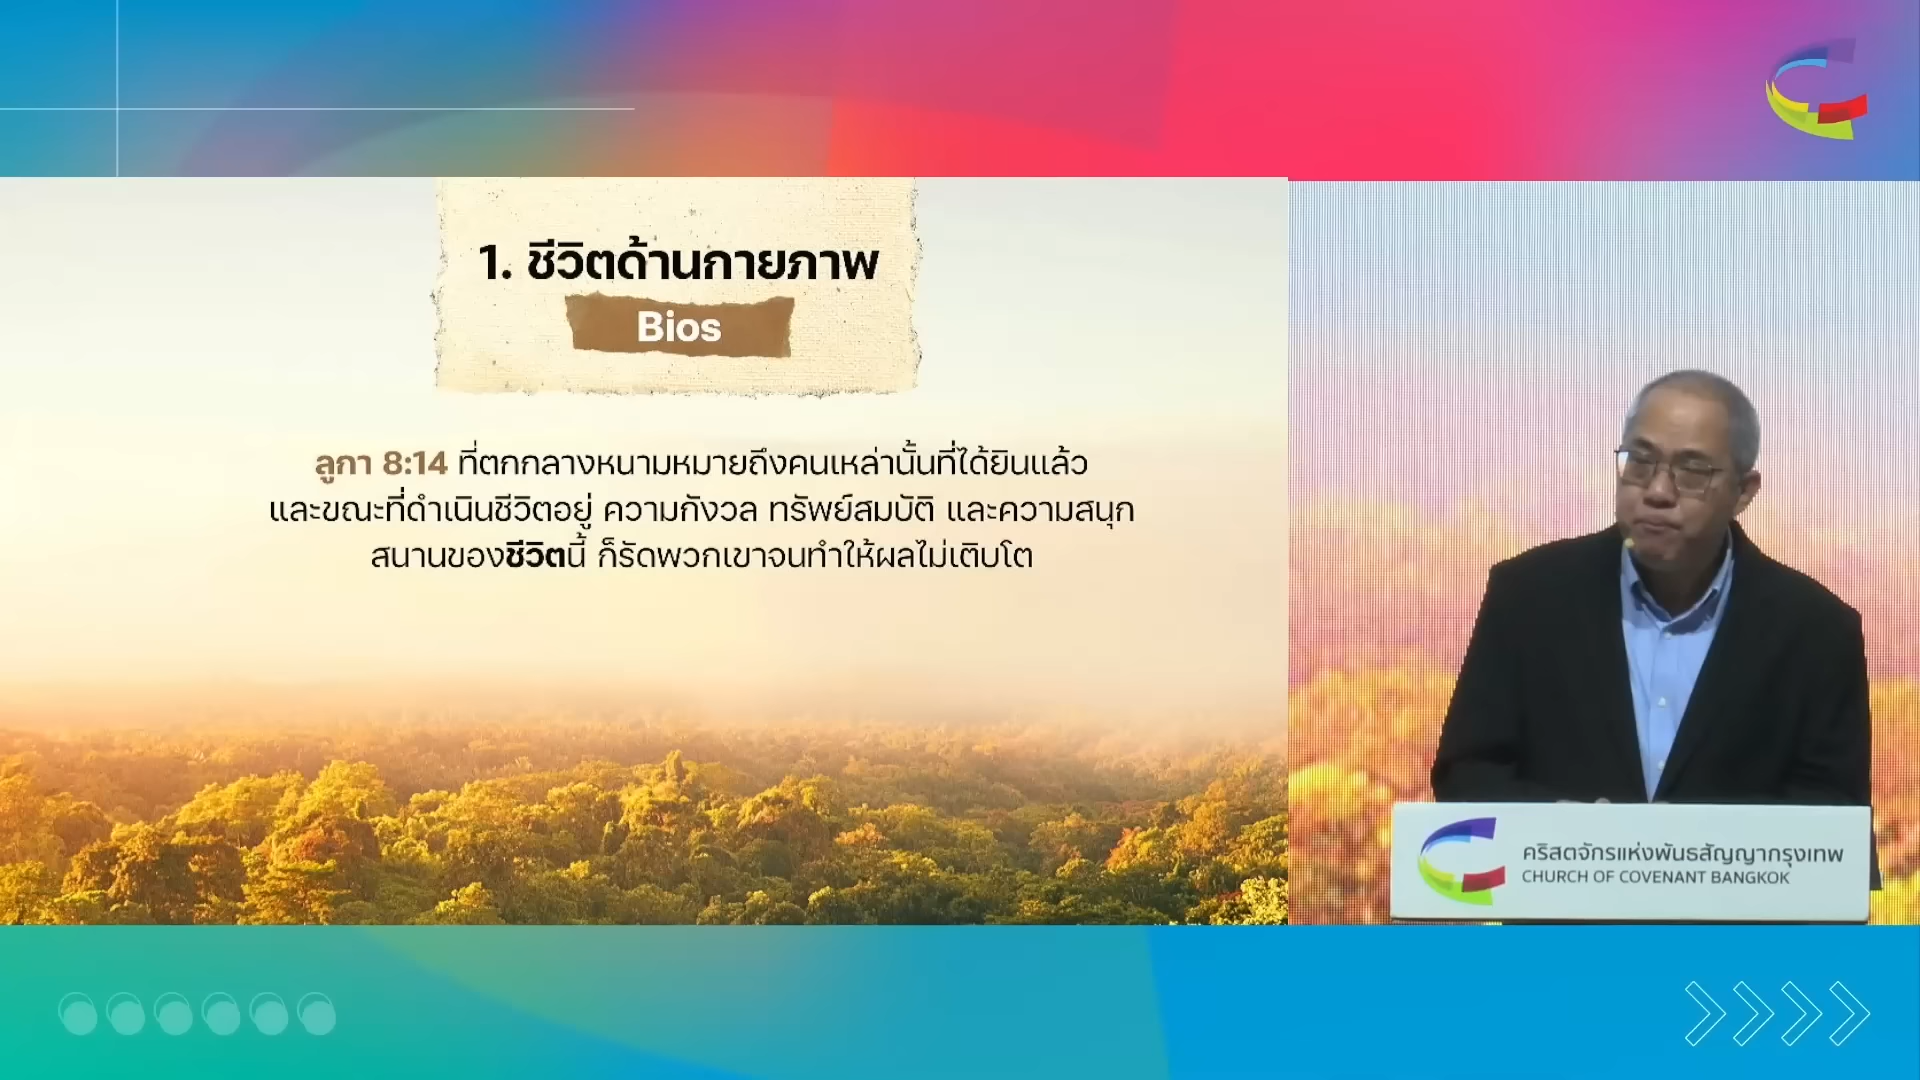 1. ชีวิตด้านกายภาพ
Bios
ลูกา 8:14 ที่ตกกลางหนามหมายถึงคนเหล่านั้นที่ได้ยินแล้ว
และขณะที่ดำเนินชีวิตอยู่ ความกังวล ทรัพย์สมบัติ และความสนุก
สนานของชีวิตนี้ ก็รัดพวกเขาจนทำให้ผลไม่เติบโต
คริสตจักรแห่งพันธสัญญากรุงเทพ
CHURCH OF COVENANT BANGKOK